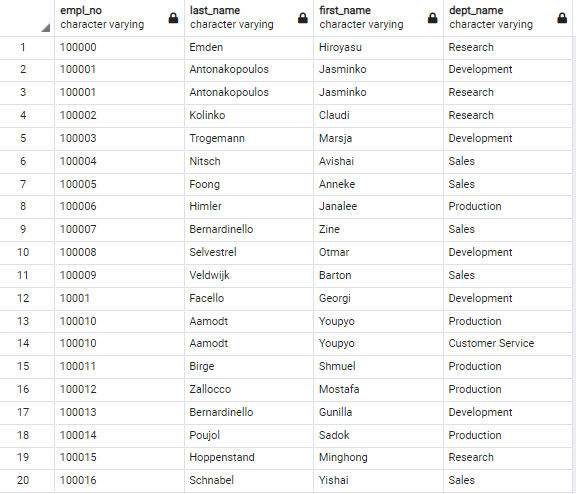 empl_no last_name first_name dept_name
character varying character varying character varying character varying
1 100000 Emden Hiroyasu Research
2 100001 Antonakopoulos Jasminko Development
3 100001 Antonakopoulos Jasminko Research
4 100002 Kolinko Claudi Research
5 100003 Trogemann Marsja Development
6 100004 Nitsch Avishai Sales
7 100005 Foong Anneke Sales
8 100006 Himler Janalee Production
9 100007 Bernardinello Zine Sales
10 100008 Selvestrel Otmar Development
11 100009 Veldwijk Barton Sales
12 10001 Facello Georgi Development
13 100010 Aamodt Youpyo Production
14 100010 Aamodt Youpyo Customer Service
15 100011 Birge Shmuel Production
16 100012 Zallocco Mostafa Production
17 100013 Bernardinello Gunilla Development
18 100014 Poujol Sadok Production
19 100015 Hoppenstand Minghong Research
20 100016 Schnabel Yishai Sales